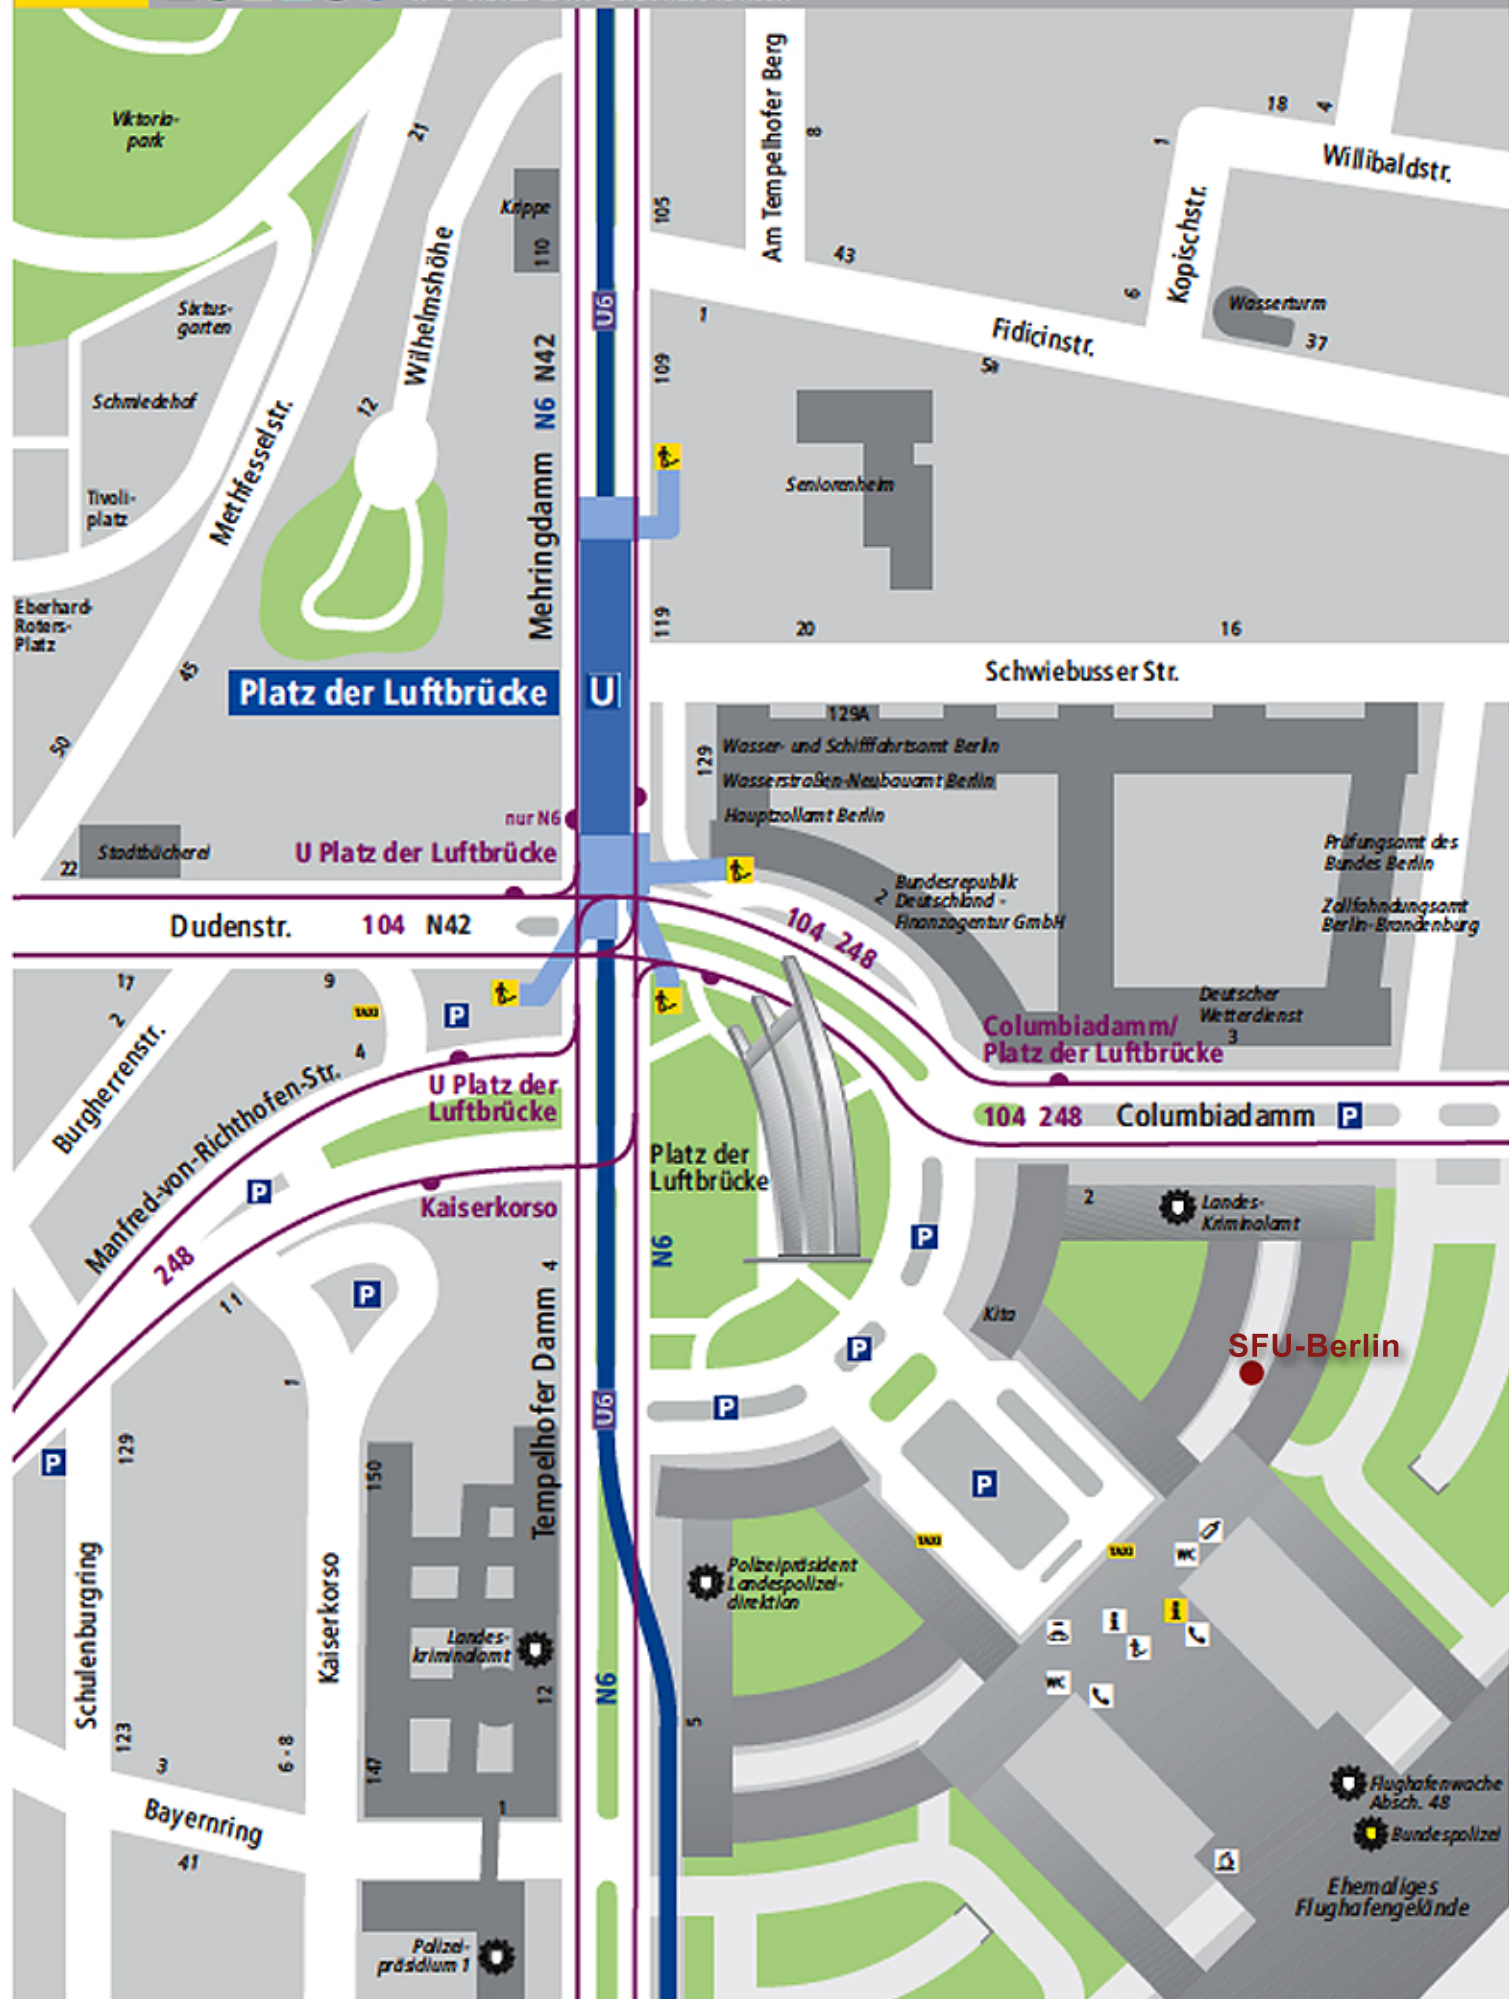 Viktoria-
park
21
Krippe
110
105
Am Tempelhofer Berg
8
43
1
18
4
Willibaldstr.
Kopischstr.
6
Wasserturm
37
Fidicinstr.
5a
1
109
U6
Sixtus-
garten
Schmiedehof
Tivoli-
platz
Methfesselstr.
Wilhelmshöhe
12
Mehringdamm N6 N42
Seniorenheim
Eberhard-
Roters-
Platz
45
50
119
20
16
Schwiebusser Str.
Platz der Luftbrücke
U
129
129A
Wasser- und Schifffahrtsamt Berlin
Wasserstraßen-Neubauamt Berlin
Hauptzollamt Berlin
nur N6
U Platz der Luftbrücke
22
Stadtbücherei
2
Bundesrepublik
Deutschland -
Finanzagentur GmbH
Prüfungsamt des
Bundes Berlin
Zollfahndungsamt
Berlin-Brandenburg
Dudenstr.
104 N42
104 248
17
2
9
TAXI
4
P
Burgherrenstr.
Manfred-von-Richthofen-Str.
U Platz der
Luftbrücke
Deutscher
Wetterdienst
3
Columbiadamm/
Platz der Luftbrücke
104 248 Columbiadamm P
Platz der
Luftbrücke
P
Kaiserkorso
248
N6
P
2
Landes-
Kriminalamt
11
P
4
Kita
P
SFU-Berlin
1
Tempelhofer Damm
U6
P
P
129
150
P
TAXI
TAXI
WC
Schulenburgring
Kaiserkorso
Polizeipräsident
Landespolizei-
direktion
Landes-
kriminalamt
12
N6
5
i
i
WC
123
3
6-8
147
1
Bayernring
41
Flughafenwache
Absch. 48
Bundespolizei
Ehemaliges
Flughafengelände
Polizei-
präsidium 1